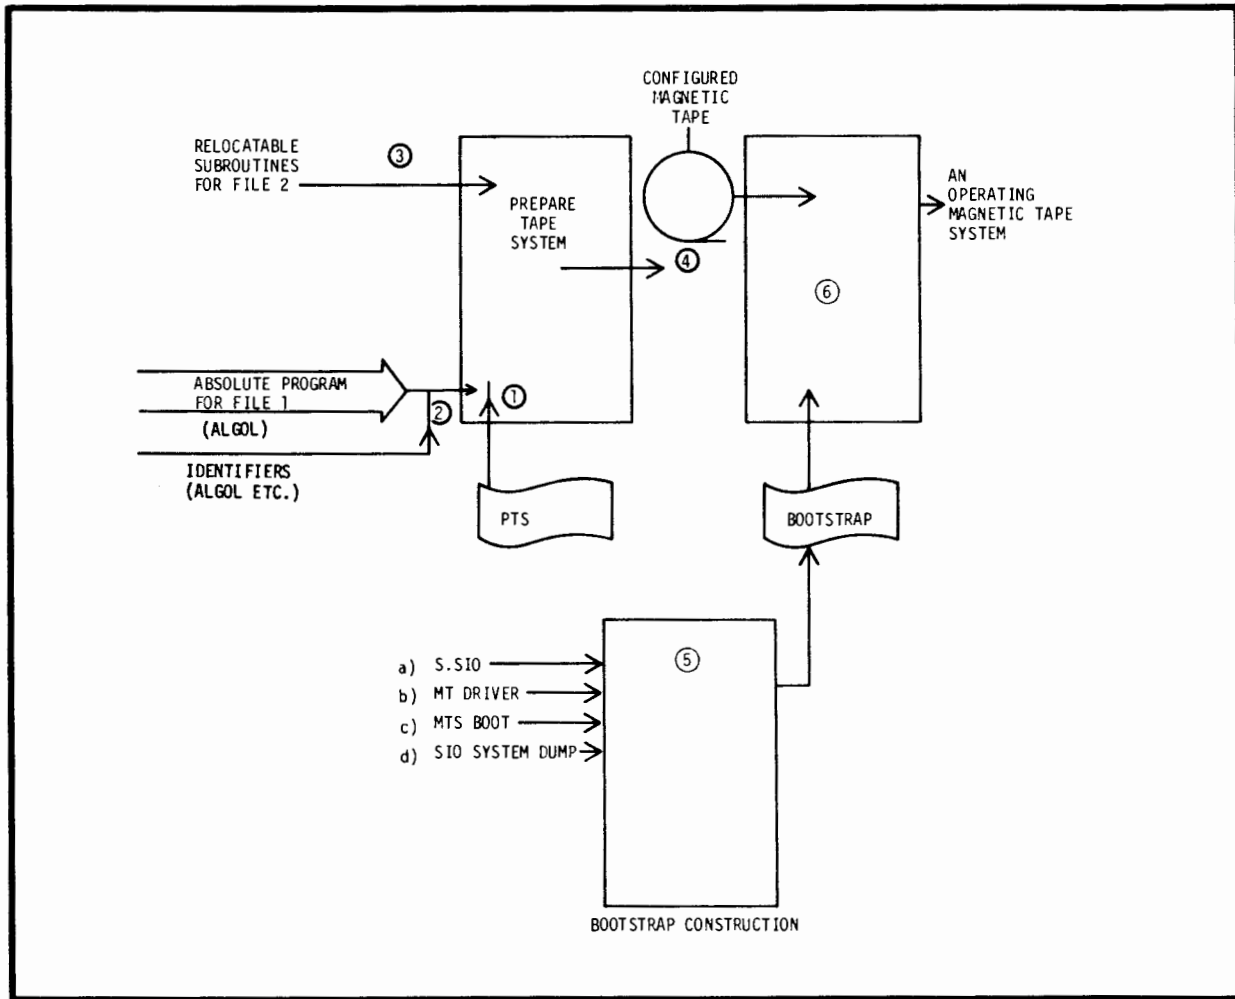 CONFIGURED
MAGNETIC
TAPE
RELOCATABLE
SUBROUTINES
FOR FILE 2
3
PREPARE
TAPE
SYSTEM
4
AN
OPERATING
MAGNETIC TAPE
SYSTEM
6
ABSOLUTE PROGRAM
FOR FILE 1
(ALGOL)
2
1
IDENTIFIERS
(ALGOL ETC.)
PTS
BOOTSTRAP
5
a) S.SIO
b) MT DRIVER
c) MTS BOOT
d) SIO SYSTEM DUMP
BOOTSTRAP CONSTRUCTION